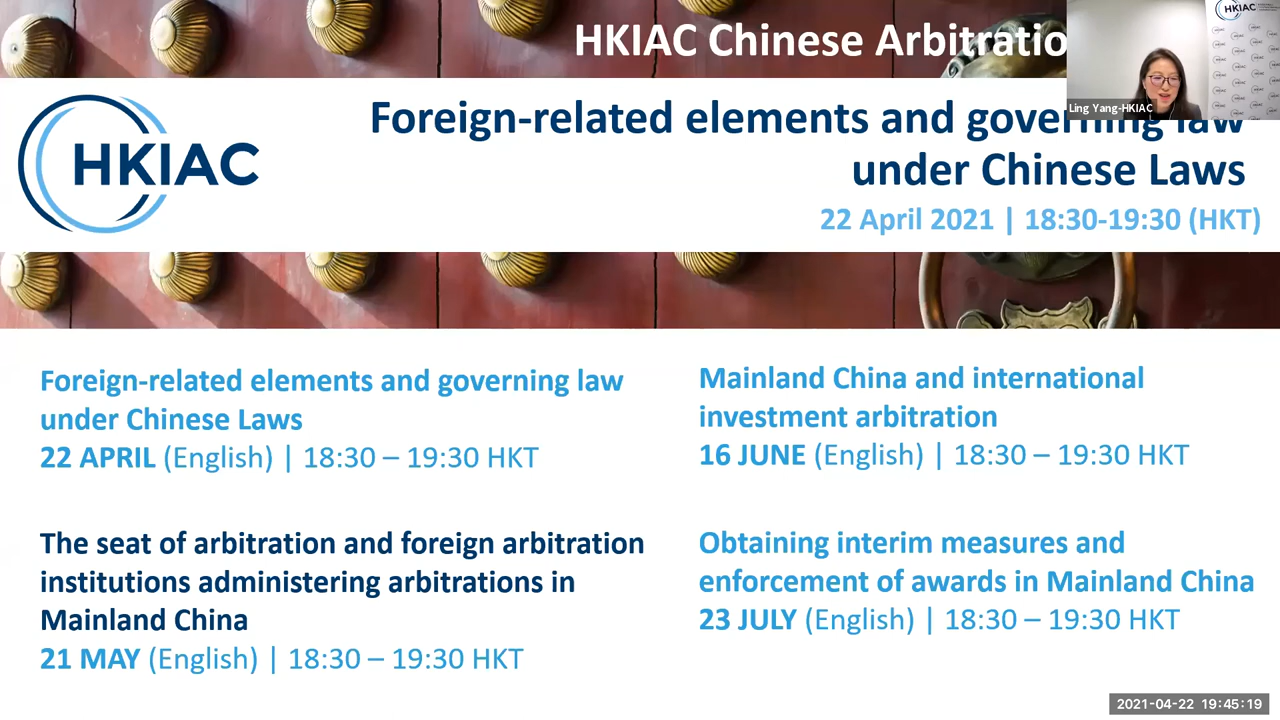 HKIAC Chinese Arbitratio
HKIAC
Ling Yang-HKIAC
HKIAC
Foreign-related elements and governing law
under Chinese Laws
22 April 2021 | 18:30-19:30 (HKT)
Foreign-related elements and governing law
under Chinese Laws
22 APRIL (English) | 18:30 – 19:30 HKT
The seat of arbitration and foreign arbitration
institutions administering arbitrations in
Mainland China
21 MAY (English) | 18:30 – 19:30 HKT
Mainland China and international
investment arbitration
16 JUNE (English) | 18:30 – 19:30 HKT
Obtaining interim measures and
enforcement of awards in Mainland China
23 JULY (English) | 18:30 – 19:30 HKT
2021-04-22 19:45:19